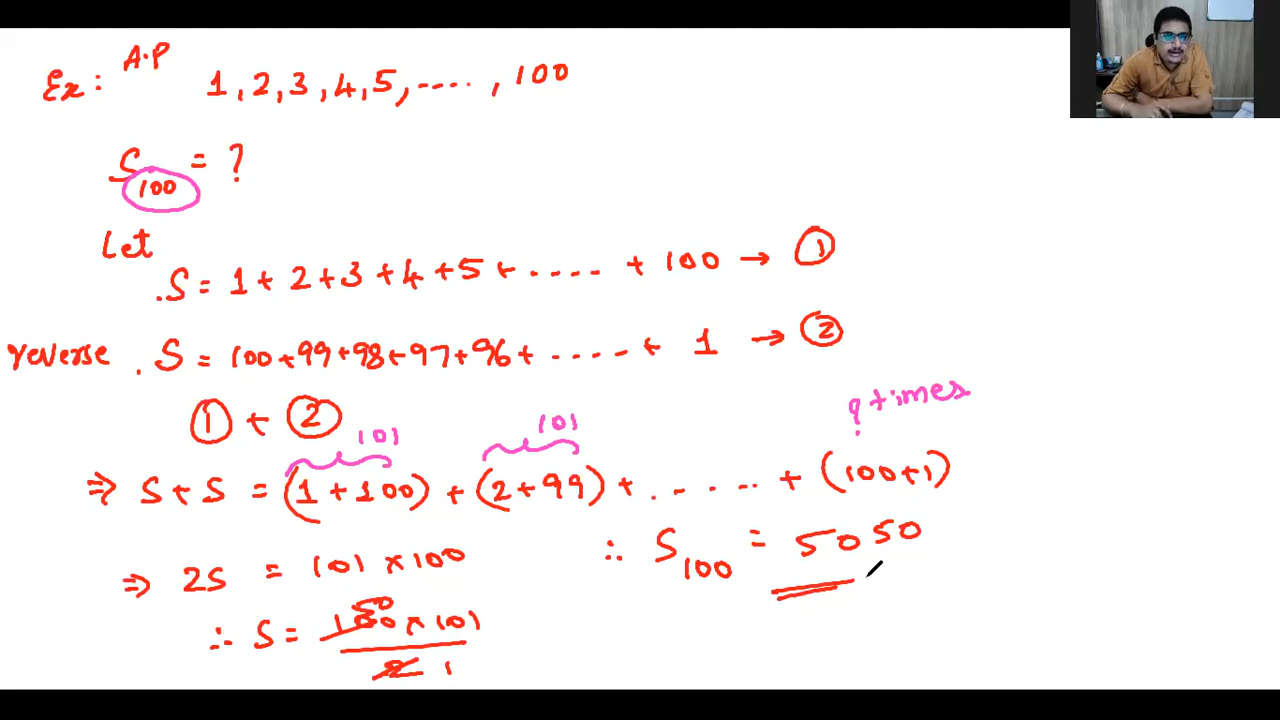 Ex: A.P 1, 2, 3, 4, 5, ....., 100
S100 = ?
Let
.S = 1 + 2 + 3 + 4 + 5 + ..... + 100 → ①
reverse . S = 100 + 99 + 98 + 97 + 96 + ..... + 1 → ②
① + ②
101 101 ? times
⇒ S + S = (1 + 100) + (2 + 99) + ...... + (100 + 1)
⇒ 2S = 101 × 100
∴ S100 = 5050
∴ S = 100 50 × 101 / 2 1